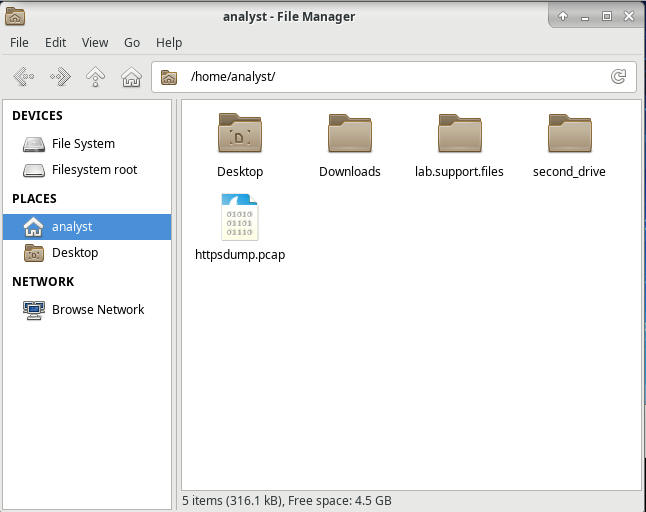 analyst - File Manager
File Edit View Go Help
/home/analyst/
DEVICES
File System
Filesystem root
PLACES
analyst
Desktop
NETWORK
Browse Network
Desktop Downloads lab.support.files second_drive
01010
01101
01110
httpsdump.pcap
5 items (316.1 kB), Free space: 4.5 GB